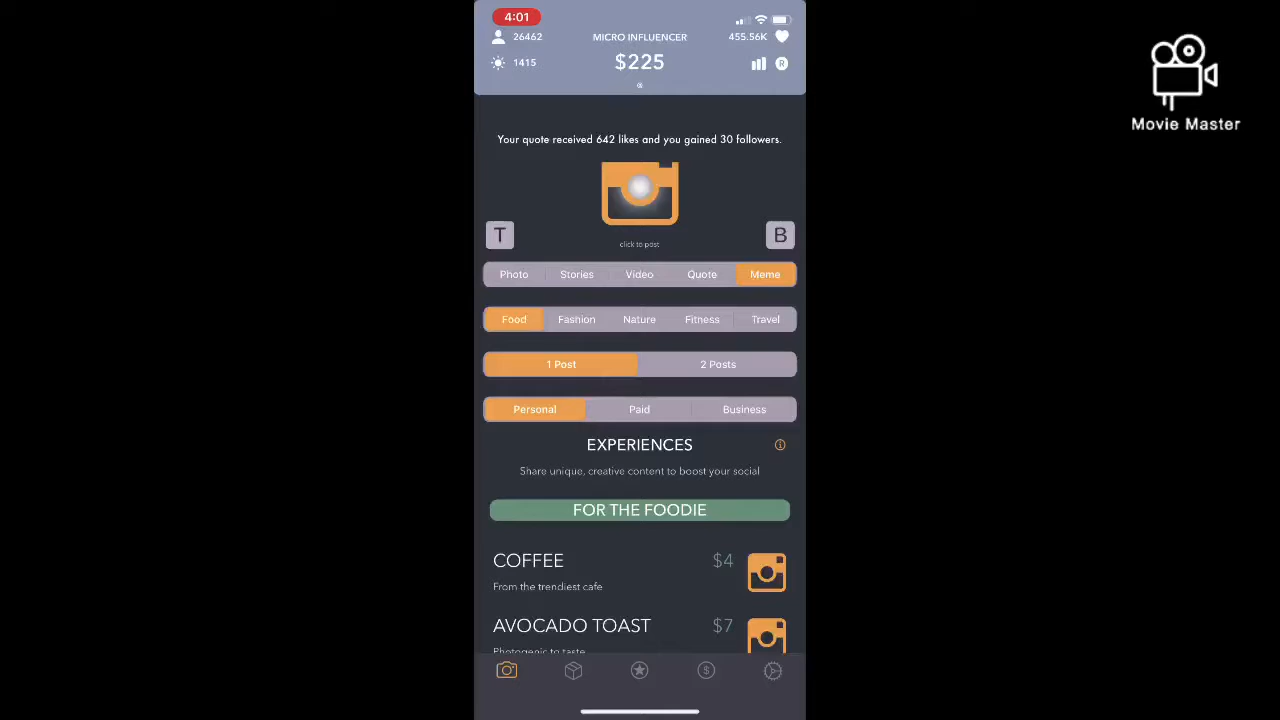 4:01
26462
MICRO INFLUENCER
455.56K
1415
$225
R
Your quote received 642 likes and you gained 30 followers.
T
click to post
B
Photo Stories Video Quote Meme
Food Fashion Nature Fitness Travel
1 Post 2 Posts
Personal Paid Business
EXPERIENCES
Share unique, creative content to boost your social
FOR THE FOODIE
COFFEE $4
From the trendiest cafe
AVOCADO TOAST $7
Photogenic to taste
Movie Master